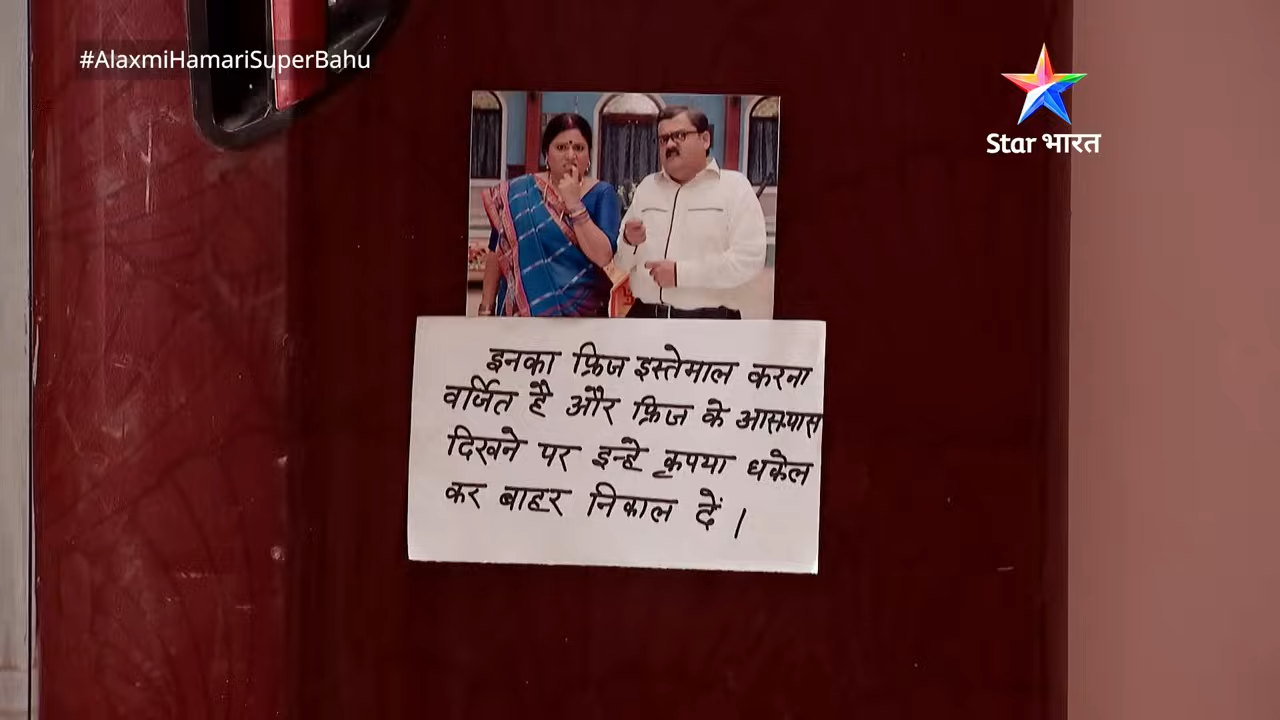 #AlaxmiHamariSuperBahu
Star भारत
इनका फ्रिज इस्तेमाल करना
वर्जित है और फ्रिज के आसपास
दिखने पर इन्हे कृपया धकेल
कर बाहर निकाल दें ।